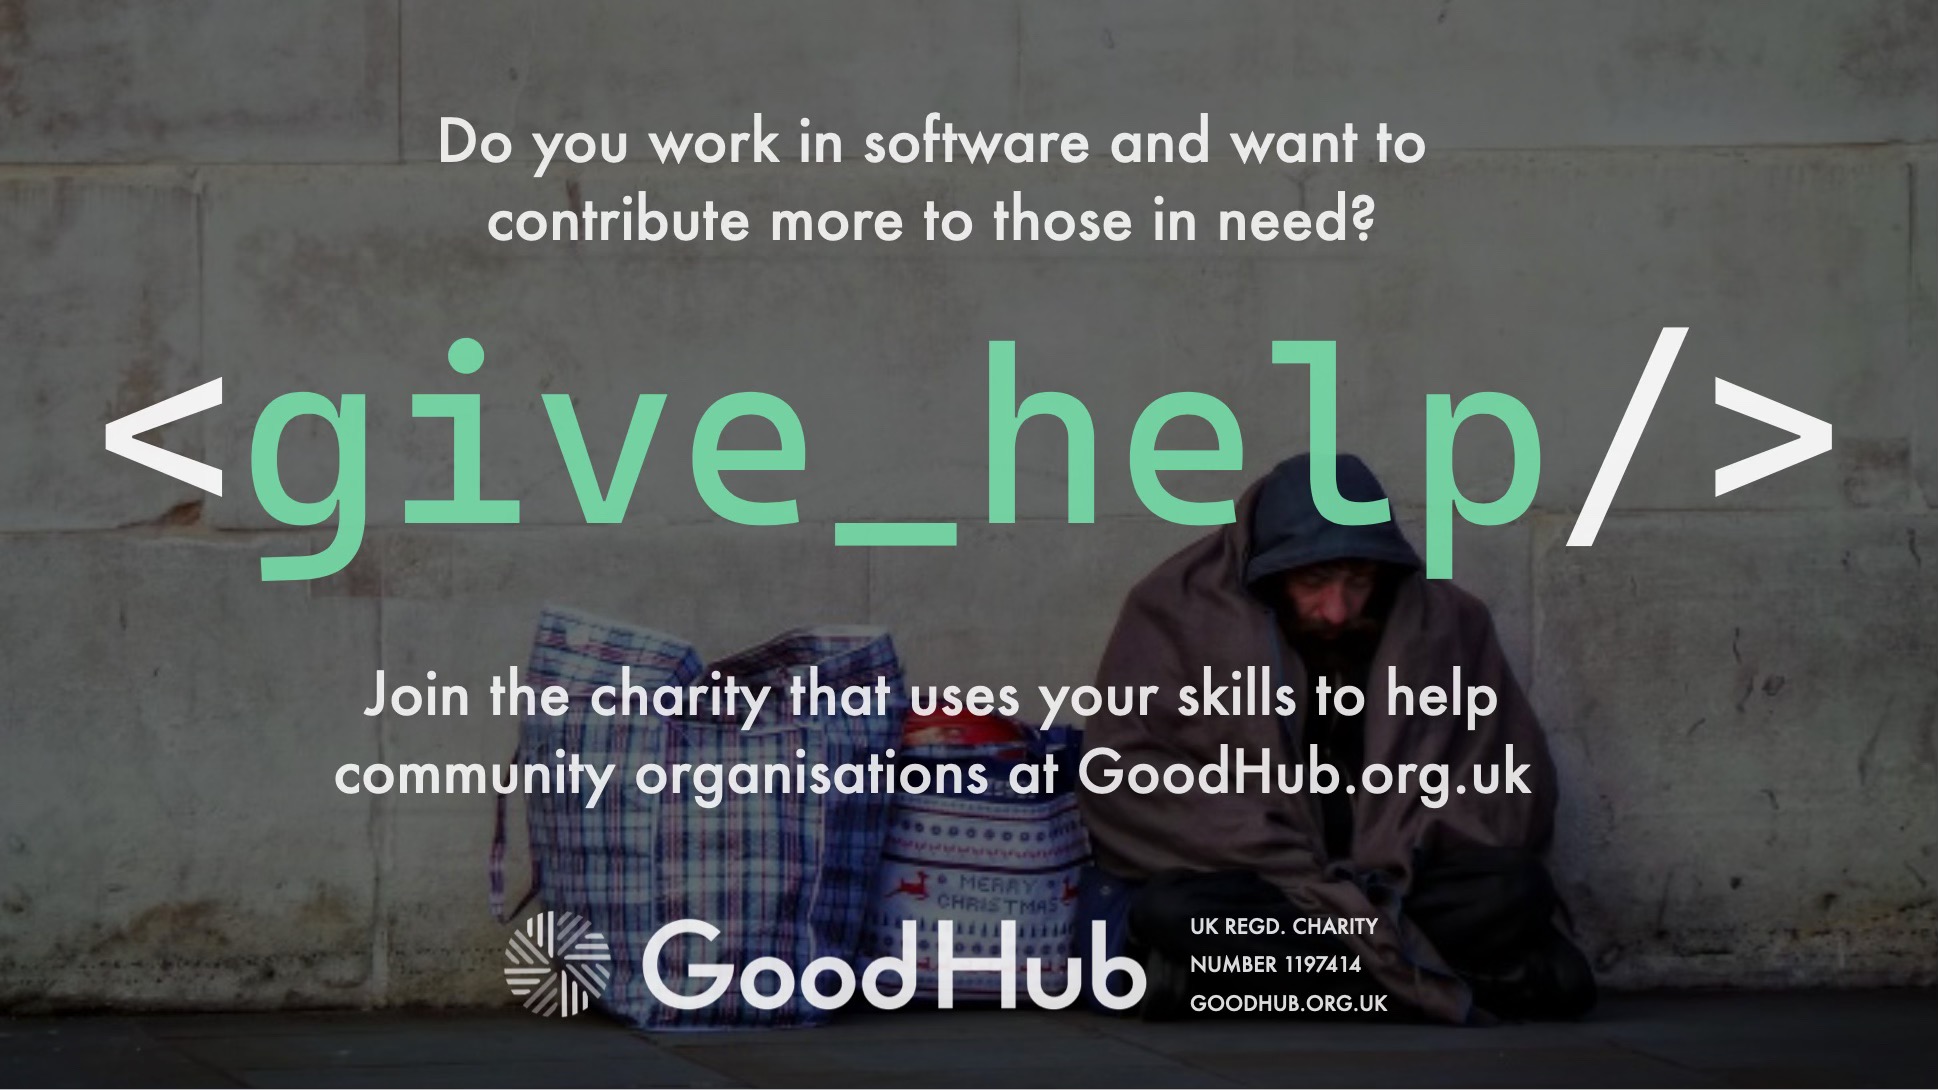 Do you work in software and want to
contribute more to those in need?
<give_help/>
Join the charity that uses your skills to help
community organisations at GoodHub.org.uk
MERRY
CHRISTMAS
GoodHub
UK REGD. CHARITY
NUMBER 1197414
GOODHUB.ORG.UK